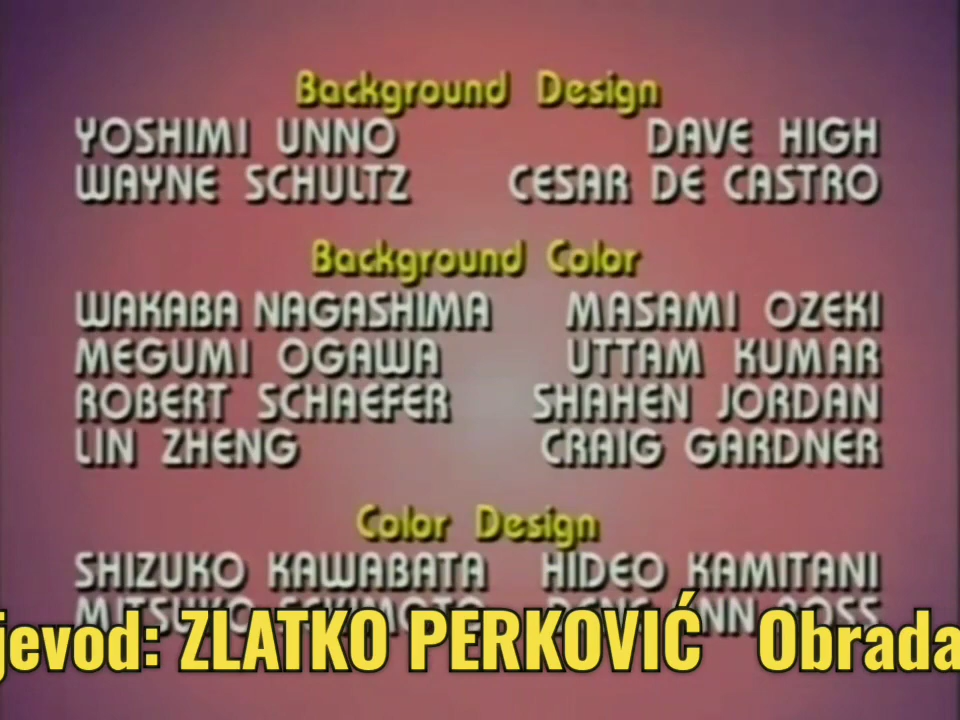 Background Design
YOSHIMI UNNO DAVE HIGH
WAYNE SCHULTZ CESAR DE CASTRO
Background Color
WAKABA NAGASHIMA MASAMI OZEKI
MEGUMI OGAWA UTTAM KUMAR
ROBERT SCHAEFER SHAHEN JORDAN
LIN ZHENG CRAIG GARDNER
Color Design
SHIZUKO KAWABATA HIDEO KAMITANI
MITSUKO
jevod: ZLATKO PERKOVIĆ Obrada